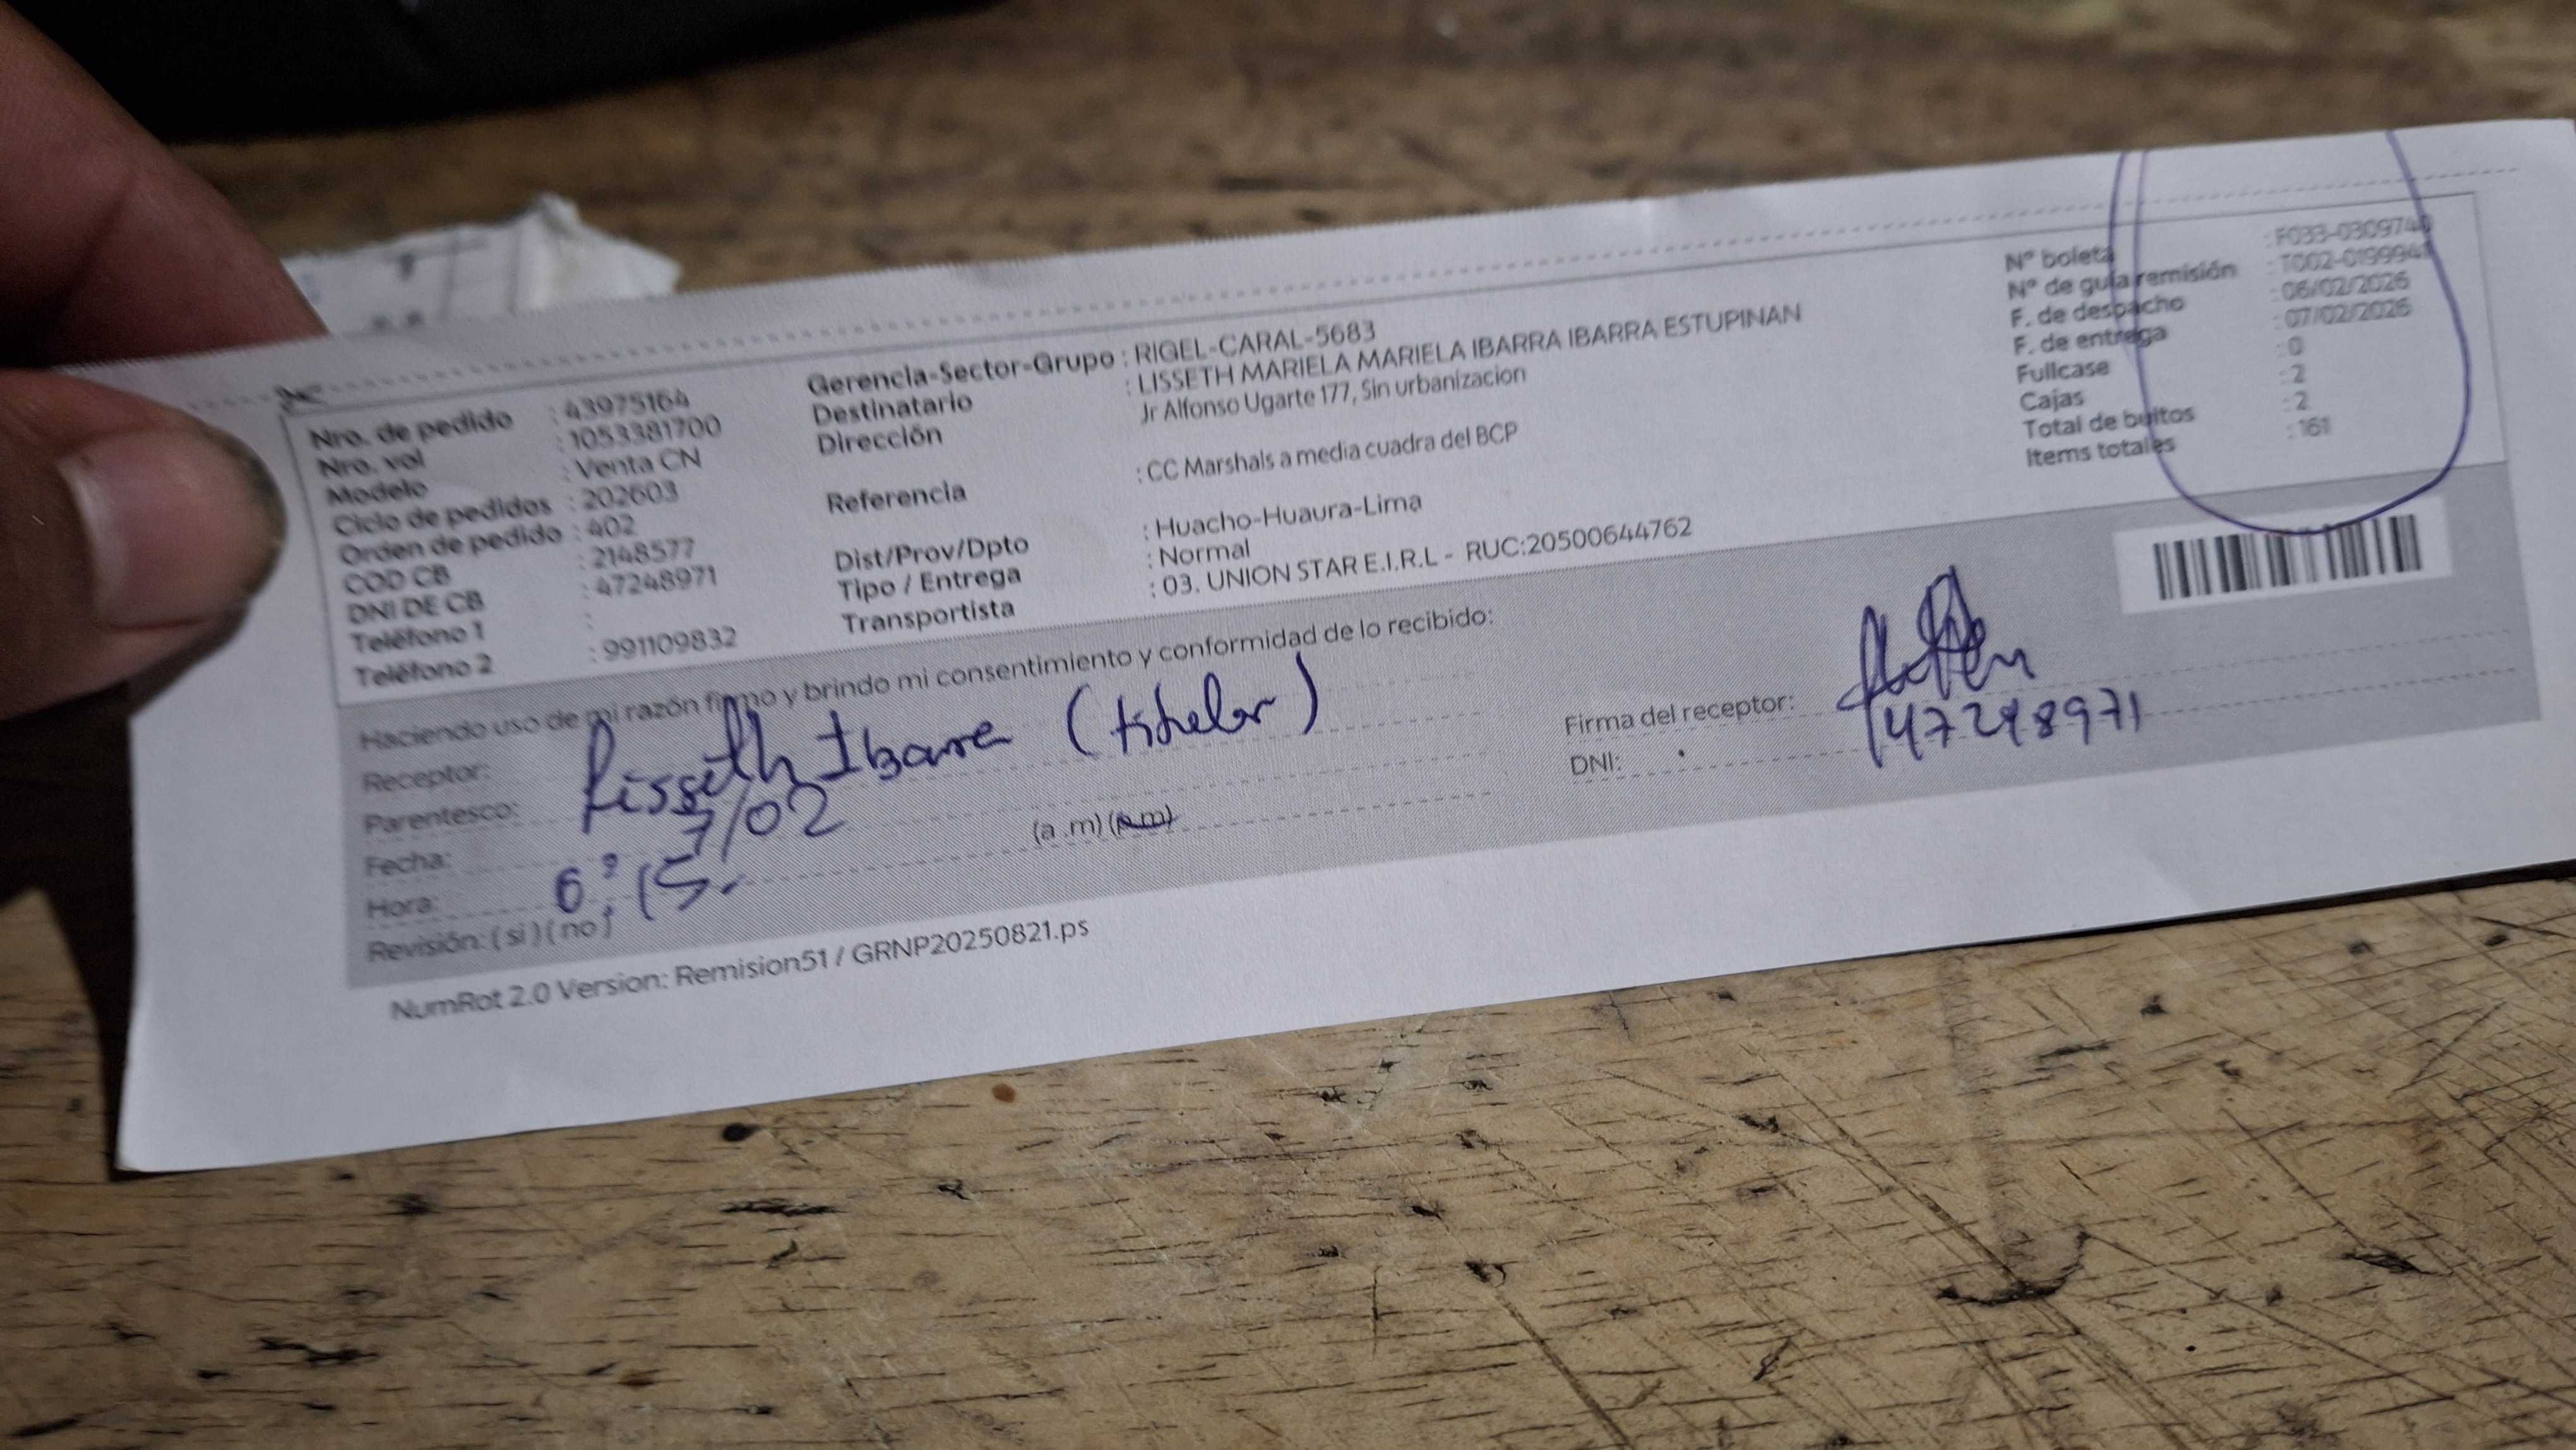 Nro. de pedido : 43975164
Nro. vol : 1053381700
Modelo : Venta CN
Ciclo de pedidos : 202603
Orden de pedido : 402
COD CB : 2148577
DNI DE CB : 47248971
Teléfono 1 :
Teléfono 2 : 991109832
Gerencia-Sector-Grupo : RIGEL-CARAL-5683
Destinatario : LISSETH MARIELA MARIELA IBARRA IBARRA ESTUPINAN
Dirección Jr Alfonso Ugarte 177, Sin urbanizacion
Referencia : CC Marshals a media cuadra del BCP
Dist/Prov/Dpto : Huacho-Huaura-Lima
Tipo / Entrega : Normal
Transportista : 03. UNION STAR E.I.R.L - RUC:20500644762
N° boleta
N° de guía remisión
F. de despacho : 06/02/2026
F. de entrega : 07/02/2026
Fullcase : 0
Cajas : 2
Total de bultos : 2
Items totales : 161
Haciendo uso de mi razón firmo y brindo mi consentimiento y conformidad de lo recibido:
Receptor: Lisseth Ibarra (titular)
Parentesco:
Fecha: 7/02
Hora: 6:15 (a.m) (p.m)
Revisión: (si) (no)
Firma del receptor:
DNI: 47248971
NumRot 2.0 Version: Remision51 / GRNP20250821.ps